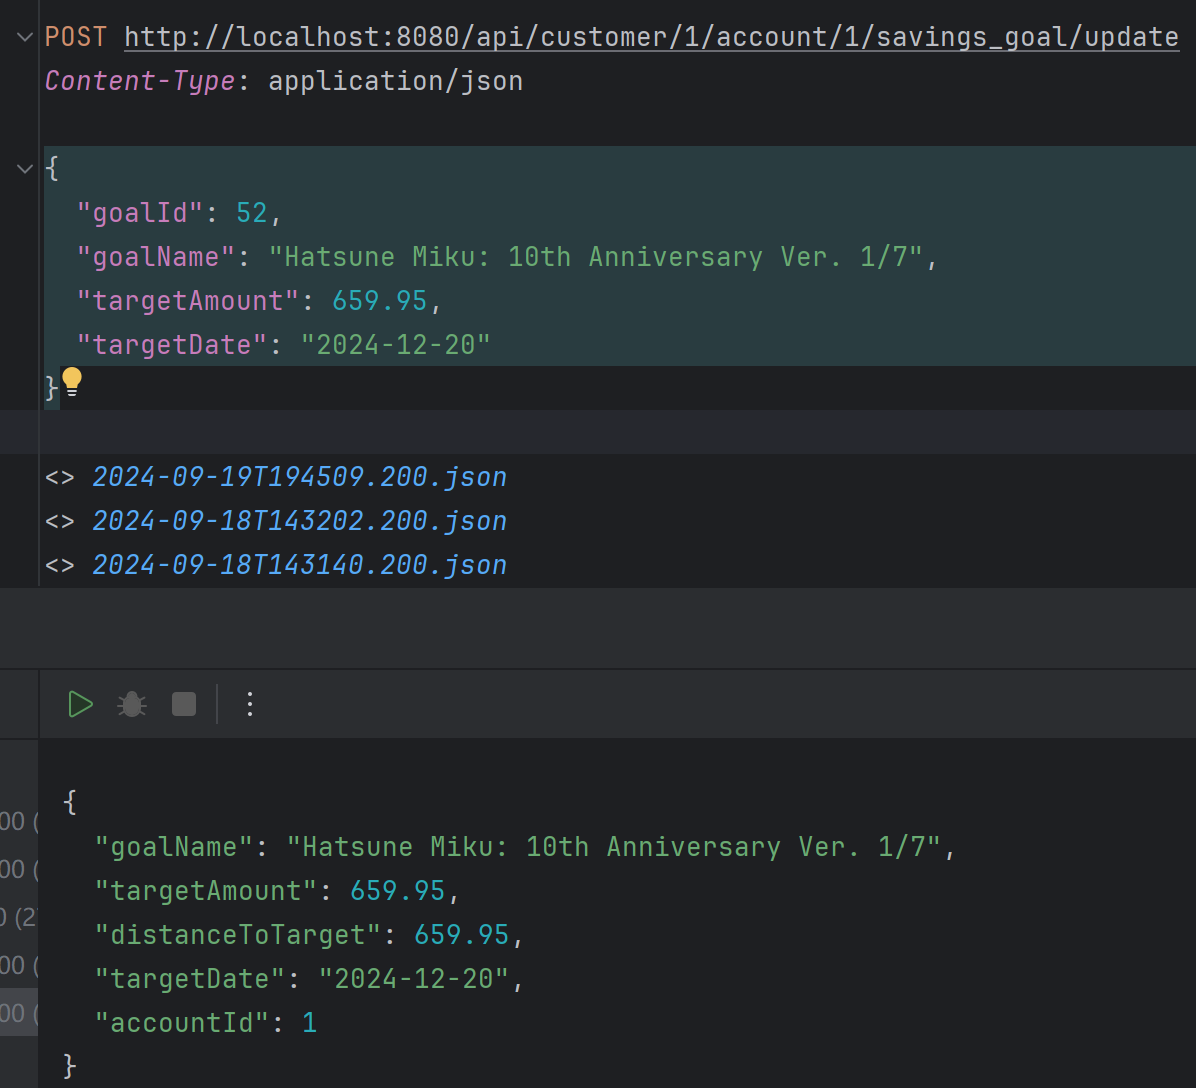 POST http://localhost:8080/api/customer/1/account/1/savings_goal/update
Content-Type: application/json
{
"goalId": 52,
"goalName": "Hatsune Miku: 10th Anniversary Ver. 1/7",
"targetAmount": 659.95,
"targetDate": "2024-12-20"
}
<> 2024-09-19T194509.200.json
<> 2024-09-18T143202.200.json
<> 2024-09-18T143140.200.json
{
00 (
"goalName": "Hatsune Miku: 10th Anniversary Ver. 1/7",
00 (
"targetAmount": 659.95,
0 (2
"distanceToTarget": 659.95,
00 (
"targetDate": "2024-12-20",
00 (
"accountId": 1
}